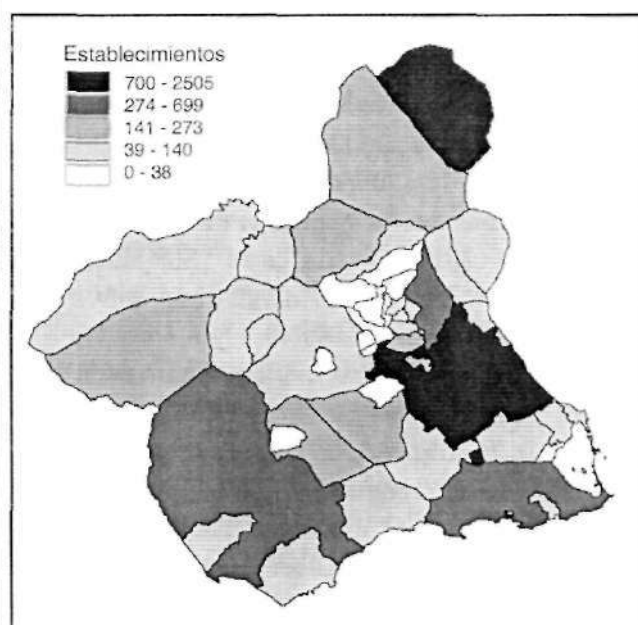 Establecimientos
700 - 2505
274 - 699
141 - 273
39 - 140
0 - 38